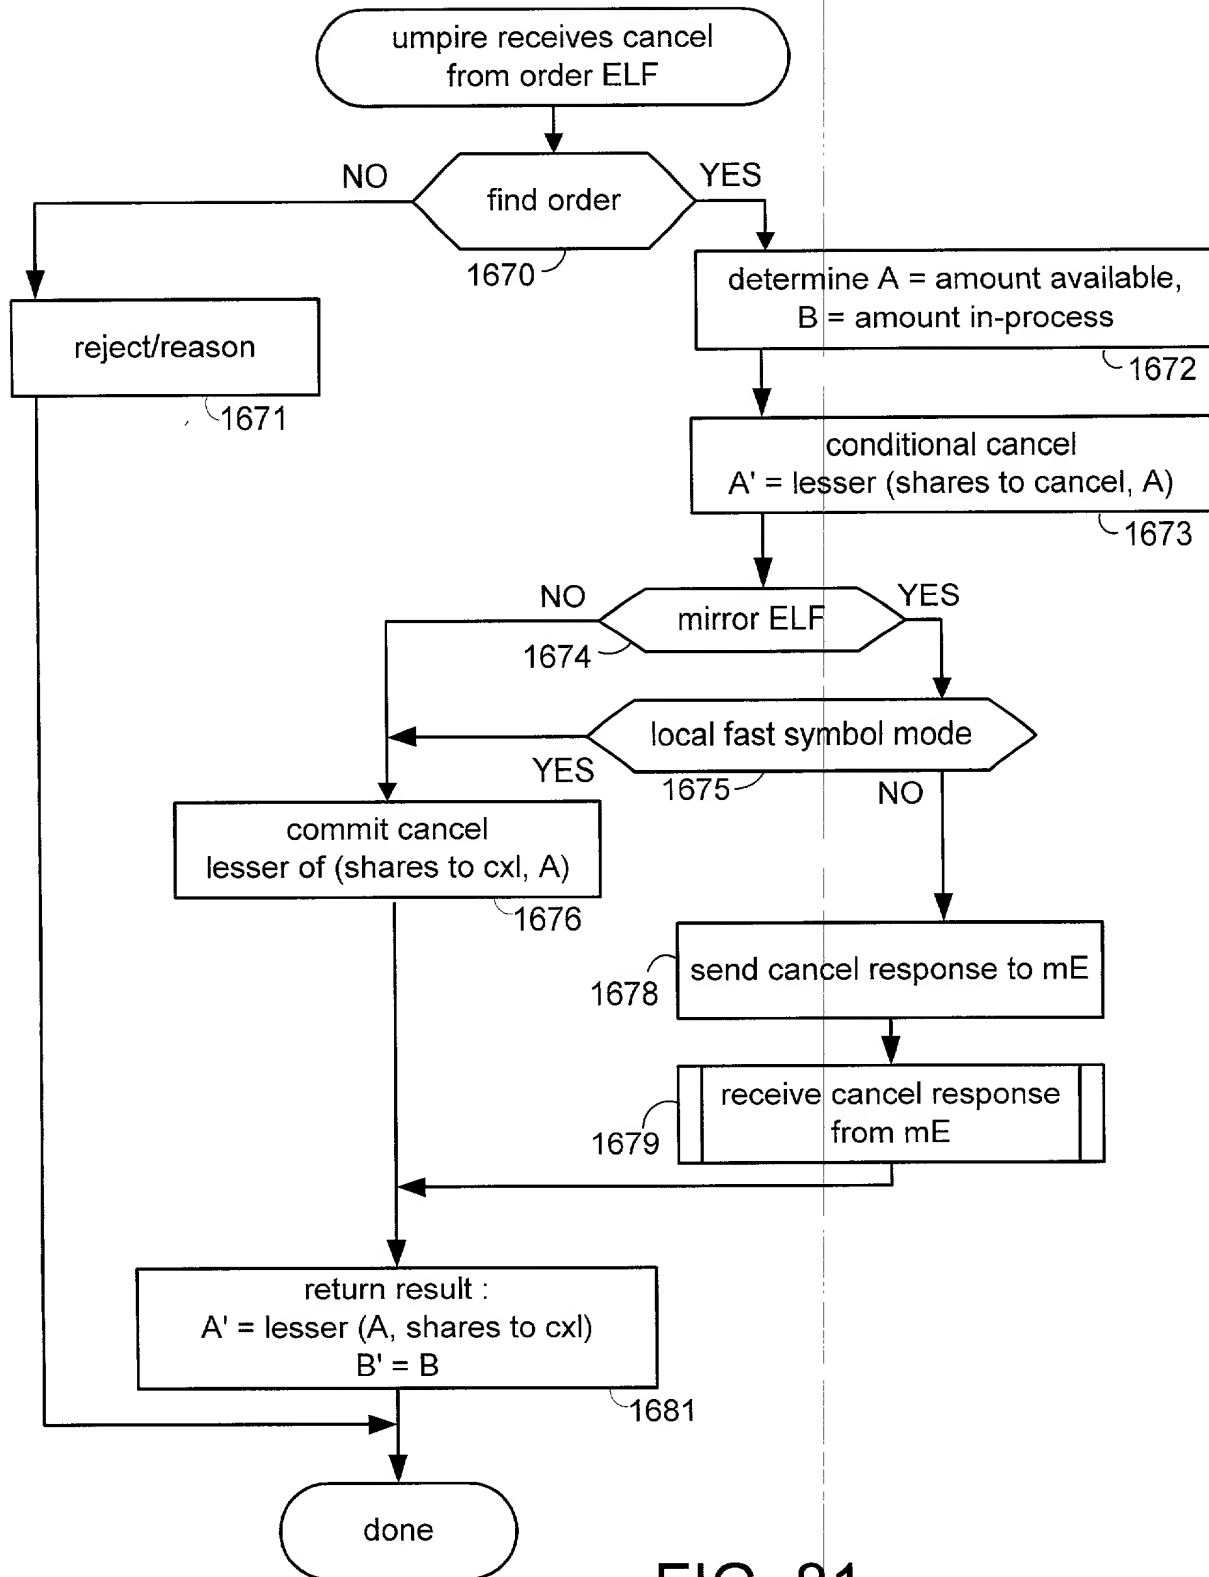 umpire receives cancel
from order ELF
NO
YES
find order
1670
determine A = amount available,
B = amount in-process
1672
reject/reason
1671
conditional cancel
A' = lesser (shares to cancel, A)
1673
NO
YES
mirror ELF
1674
local fast symbol mode
YES
1675
NO
commit cancel
lesser of (shares to cxl, A)
1676
send cancel response to mE
1678
receive cancel response
from mE
1679
return result :
A' = lesser (A, shares to cxl)
B' = B
1681
done
FIG. 81